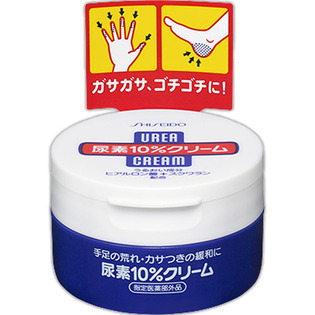 ガサガサ、ゴチゴチに!
SHISEIDO
UREA
尿素10%クリーム
CREAM
うるおい成分
ヒアルロン酸+スクワラン
配合
手足の荒れ・カサつきの緩和に
尿素10%クリーム
指定医薬部外品